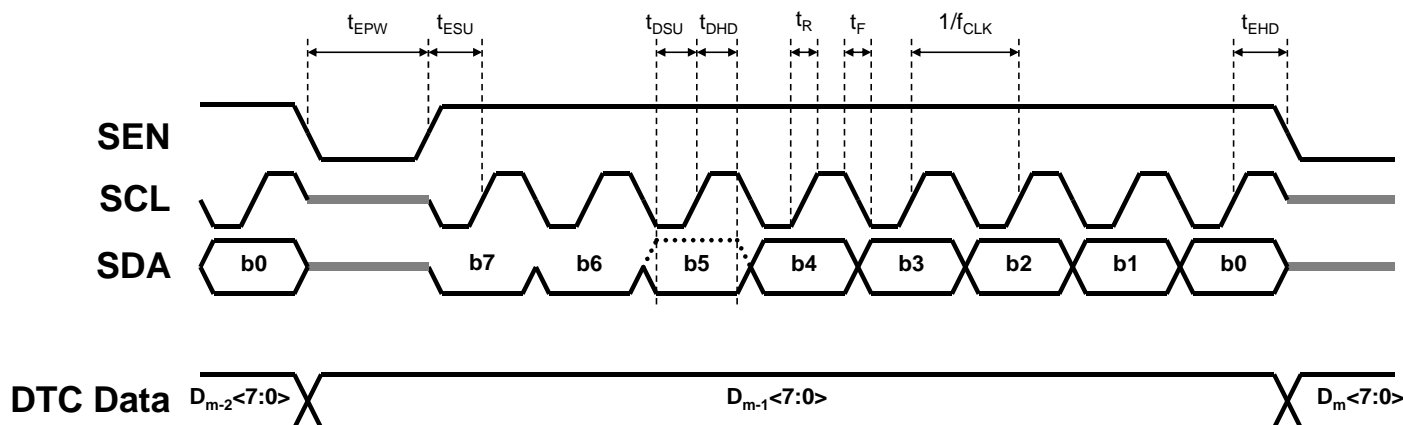 tEPW tESU tDSU tDHD tR tF 1/fCLK tEHD
SEN
SCL
SDA b0 b7 b6 b5 b4 b3 b2 b1 b0
DTC Data Dm-2<7:0> Dm-1<7:0> Dm<7:0>